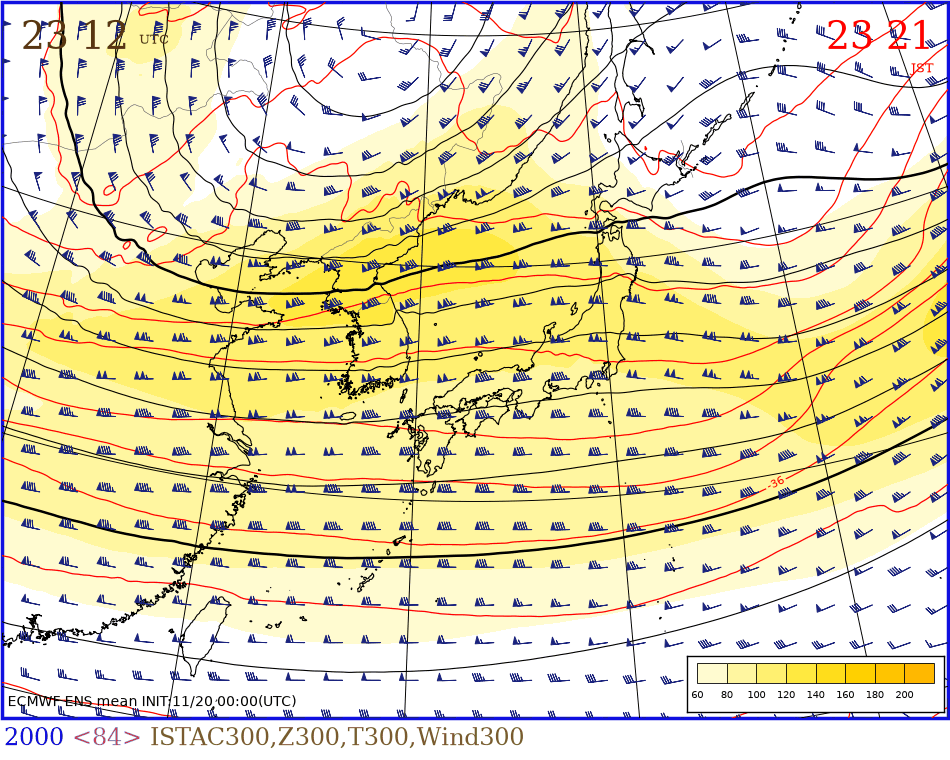 23 12 UTC 23 21
JST
-36
60 80 100 120 140 160 180 200
ECMWF ENS mean INIT:11/20 00:00(UTC)
2000 <84> ISTAC300,Z300,T300,Wind300